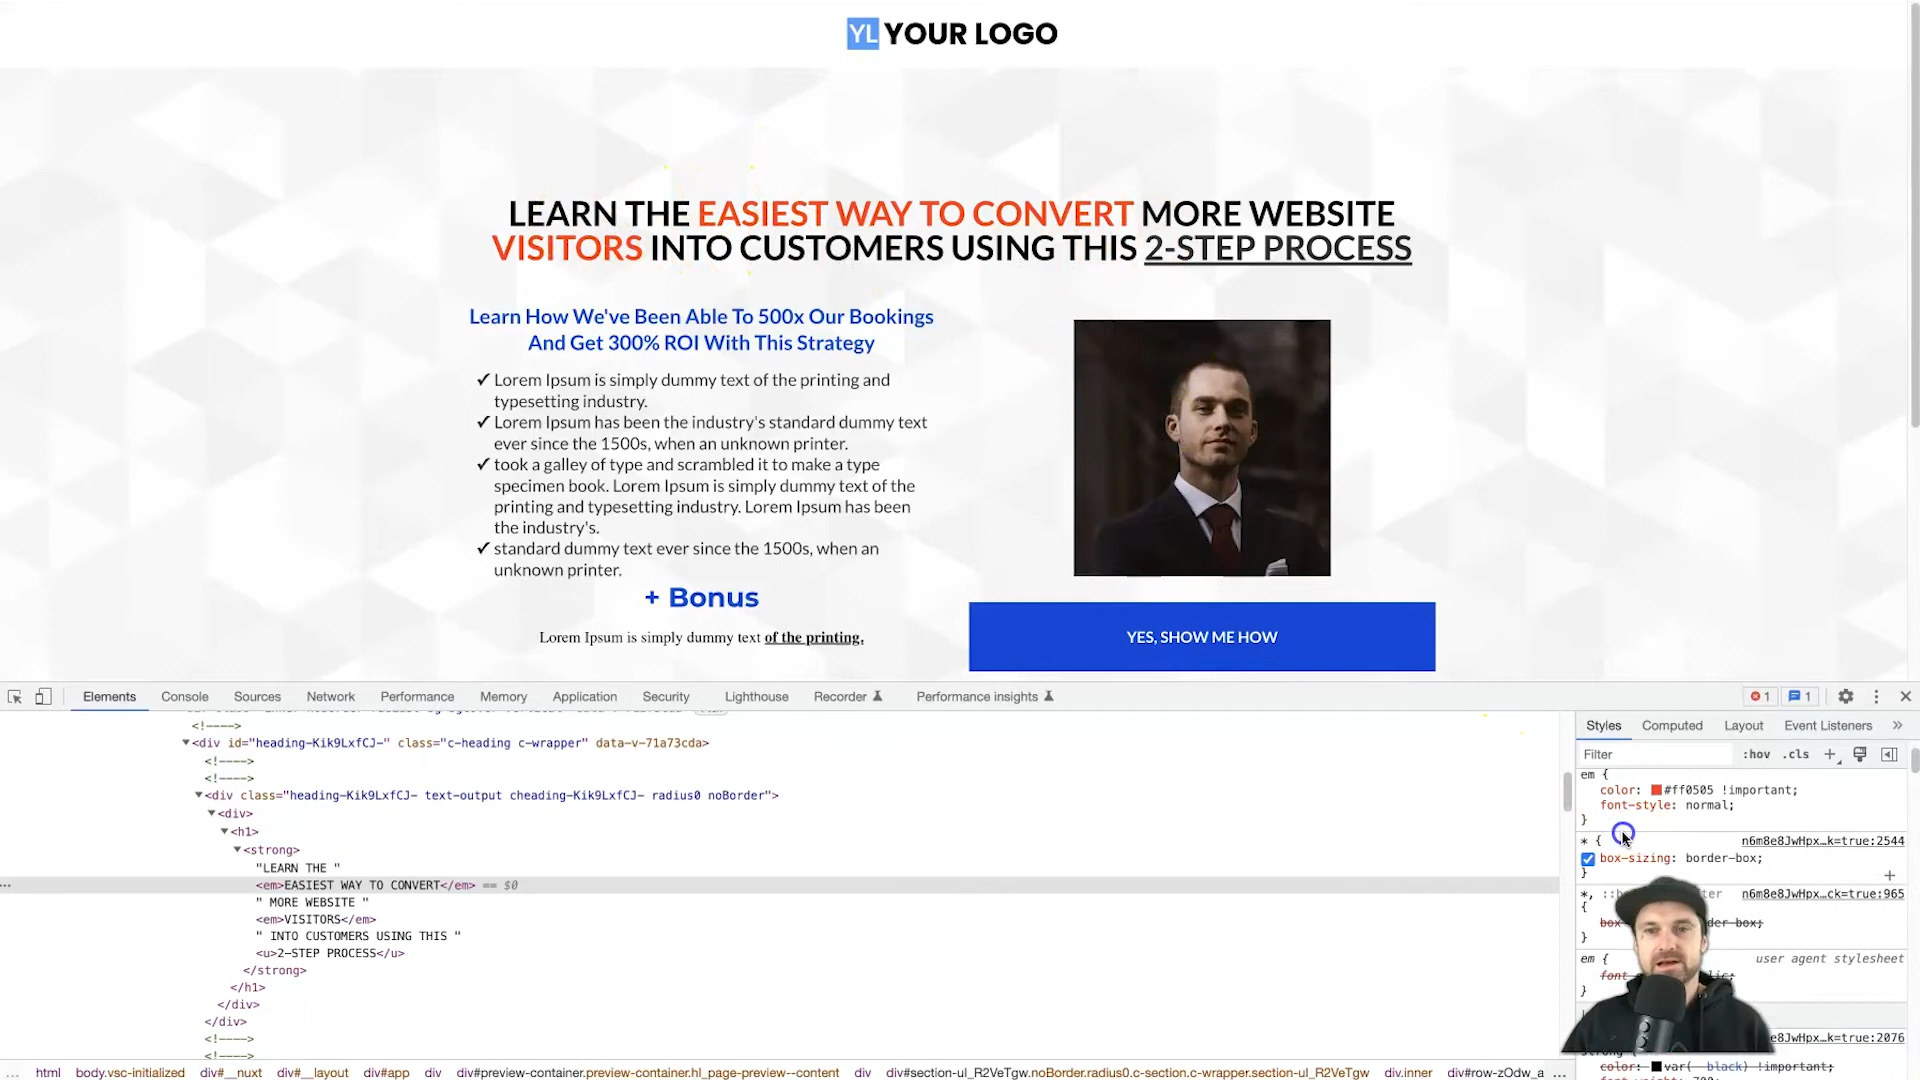 YL YOUR LOGO
LEARN THE EASIEST WAY TO CONVERT MORE WEBSITE
VISITORS INTO CUSTOMERS USING THIS 2-STEP PROCESS
Learn How We've Been Able To 500x Our Bookings
And Get 300% ROI With This Strategy
✓ Lorem Ipsum is simply dummy text of the printing and
typesetting industry.
✓ Lorem Ipsum has been the industry's standard dummy text
ever since the 1500s, when an unknown printer.
✓ took a galley of type and scrambled it to make a type
specimen book. Lorem Ipsum is simply dummy text of the
printing and typesetting industry. Lorem Ipsum has been
the industry's.
✓ standard dummy text ever since the 1500s, when an
unknown printer.
+ Bonus
Lorem Ipsum is simply dummy text of the printing.
YES, SHOW ME HOW
Elements Console Sources Network Performance Memory Application Security Lighthouse Recorder Performance insights 1 1
<!---->
<div id="heading-Kik9LxfCJ-" class="c-heading c-wrapper" data-v-71a73cda>
<!---->
<!---->
<div class="heading-Kik9LxfCJ- text-output cheading-Kik9LxfCJ- radius0 noBorder">
<div>
<h1>
<strong>
"LEARN THE "
<em>EASIEST WAY TO CONVERT</em> == $0
" MORE WEBSITE "
<em>VISITORS</em>
" INTO CUSTOMERS USING THIS "
<u>2-STEP PROCESS</u>
</strong>
</h1>
</div>
</div>
<!---->
<!---->
... html body.vsc-initialized div#__nuxt div#__layout div#app div div#preview-container.preview-container.hl_page-preview--content div div#section-ul_R2VeTgw.noBorder.radius0.c-section.c-wrapper.section-ul_R2VeTgw div.inner div#row-zOdw_a ...
Styles Computed Layout Event Listeners »
Filter :hov .cls +
em {
color: #ff0505 !important;
font-style: normal;
}
* { n6m8e8JwHpx…k=true:2544
box-sizing: border-box;
}
*, n6m8e8JwHpx…ck=true:965
{
}
em { user agent stylesheet
}
e8JwHpx…k=true:2076
color: var( black) !important;